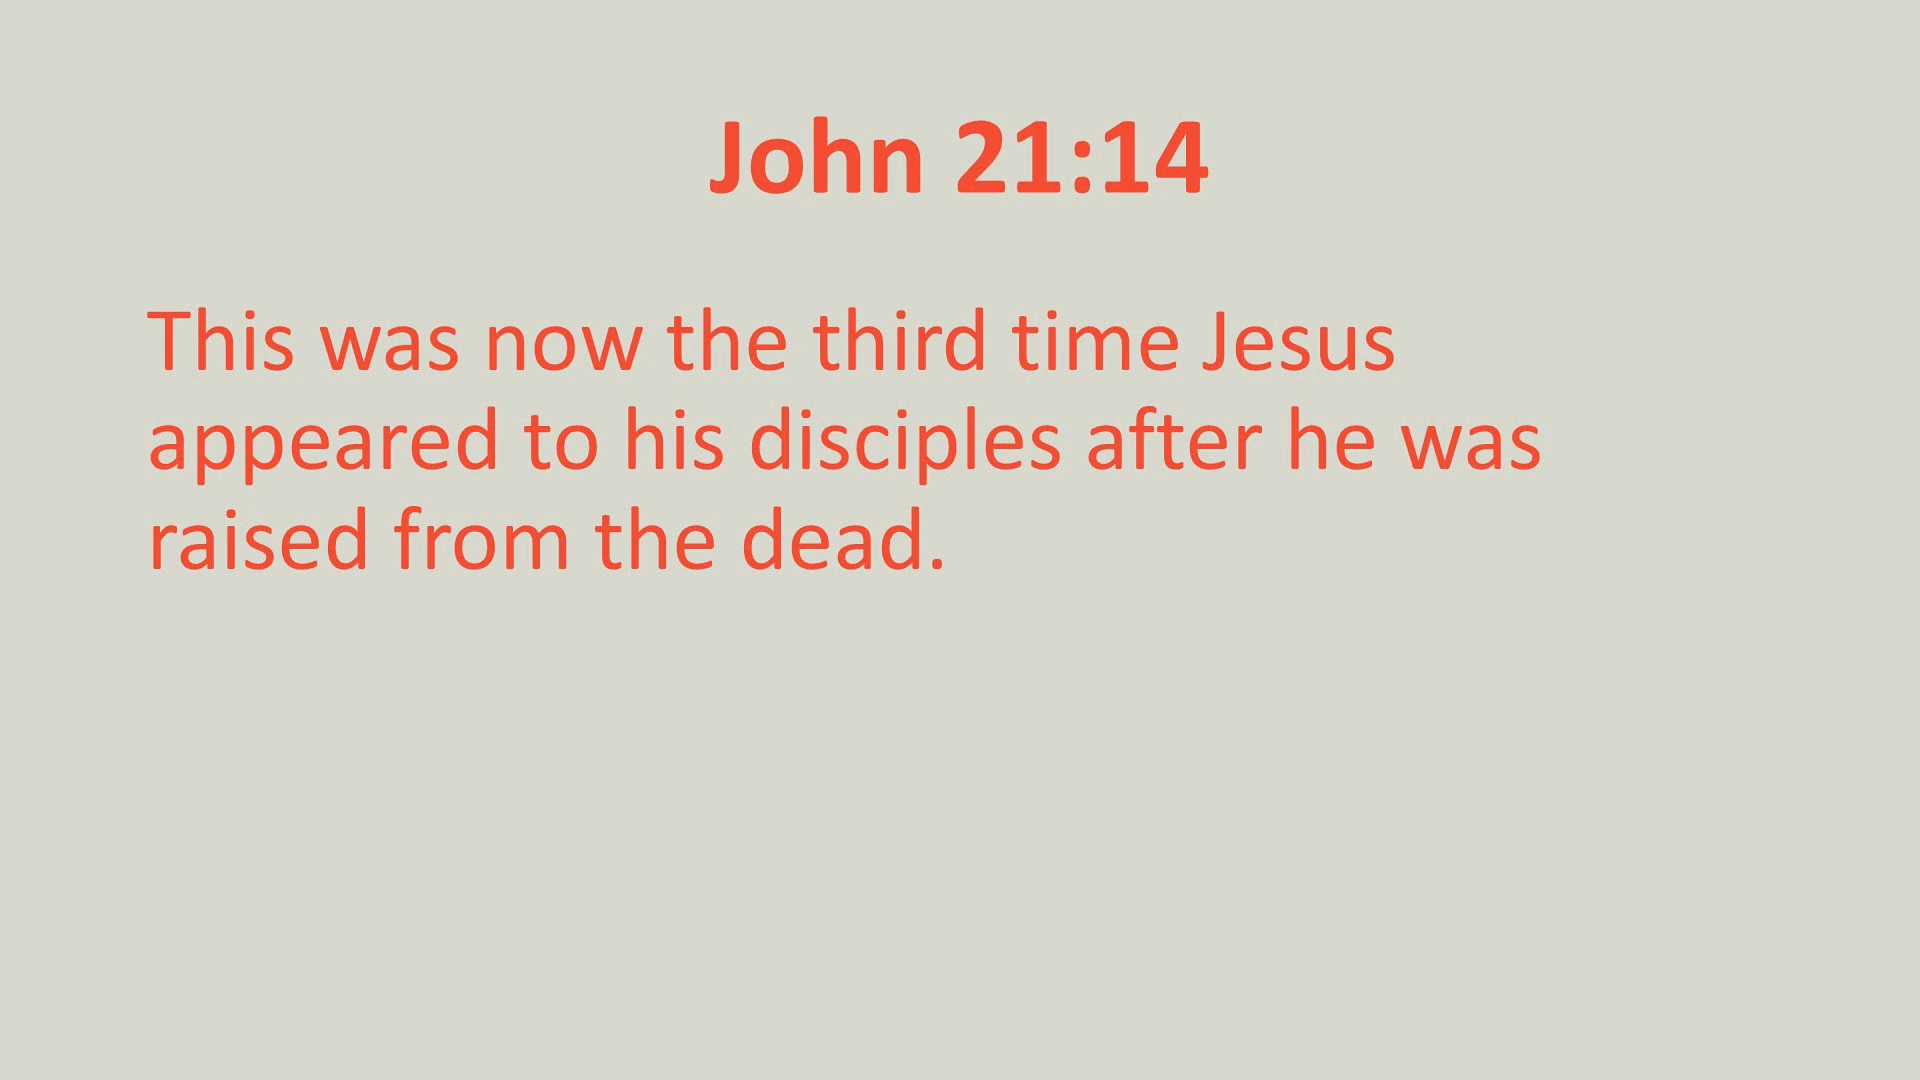 John 21:14
This was now the third time Jesus
appeared to his disciples after he was
raised from the dead.